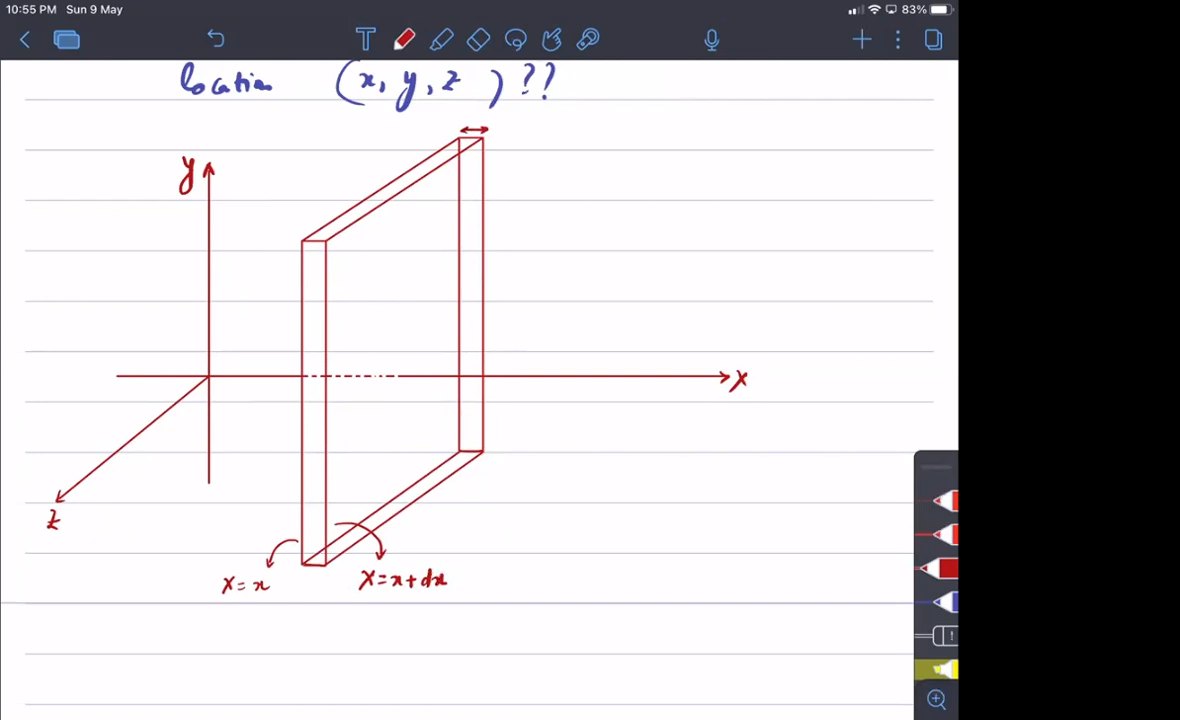 10:55 PM Sun 9 May 83%
T
location (x, y, z) ??
y
x
z
X = x
X = x + dx